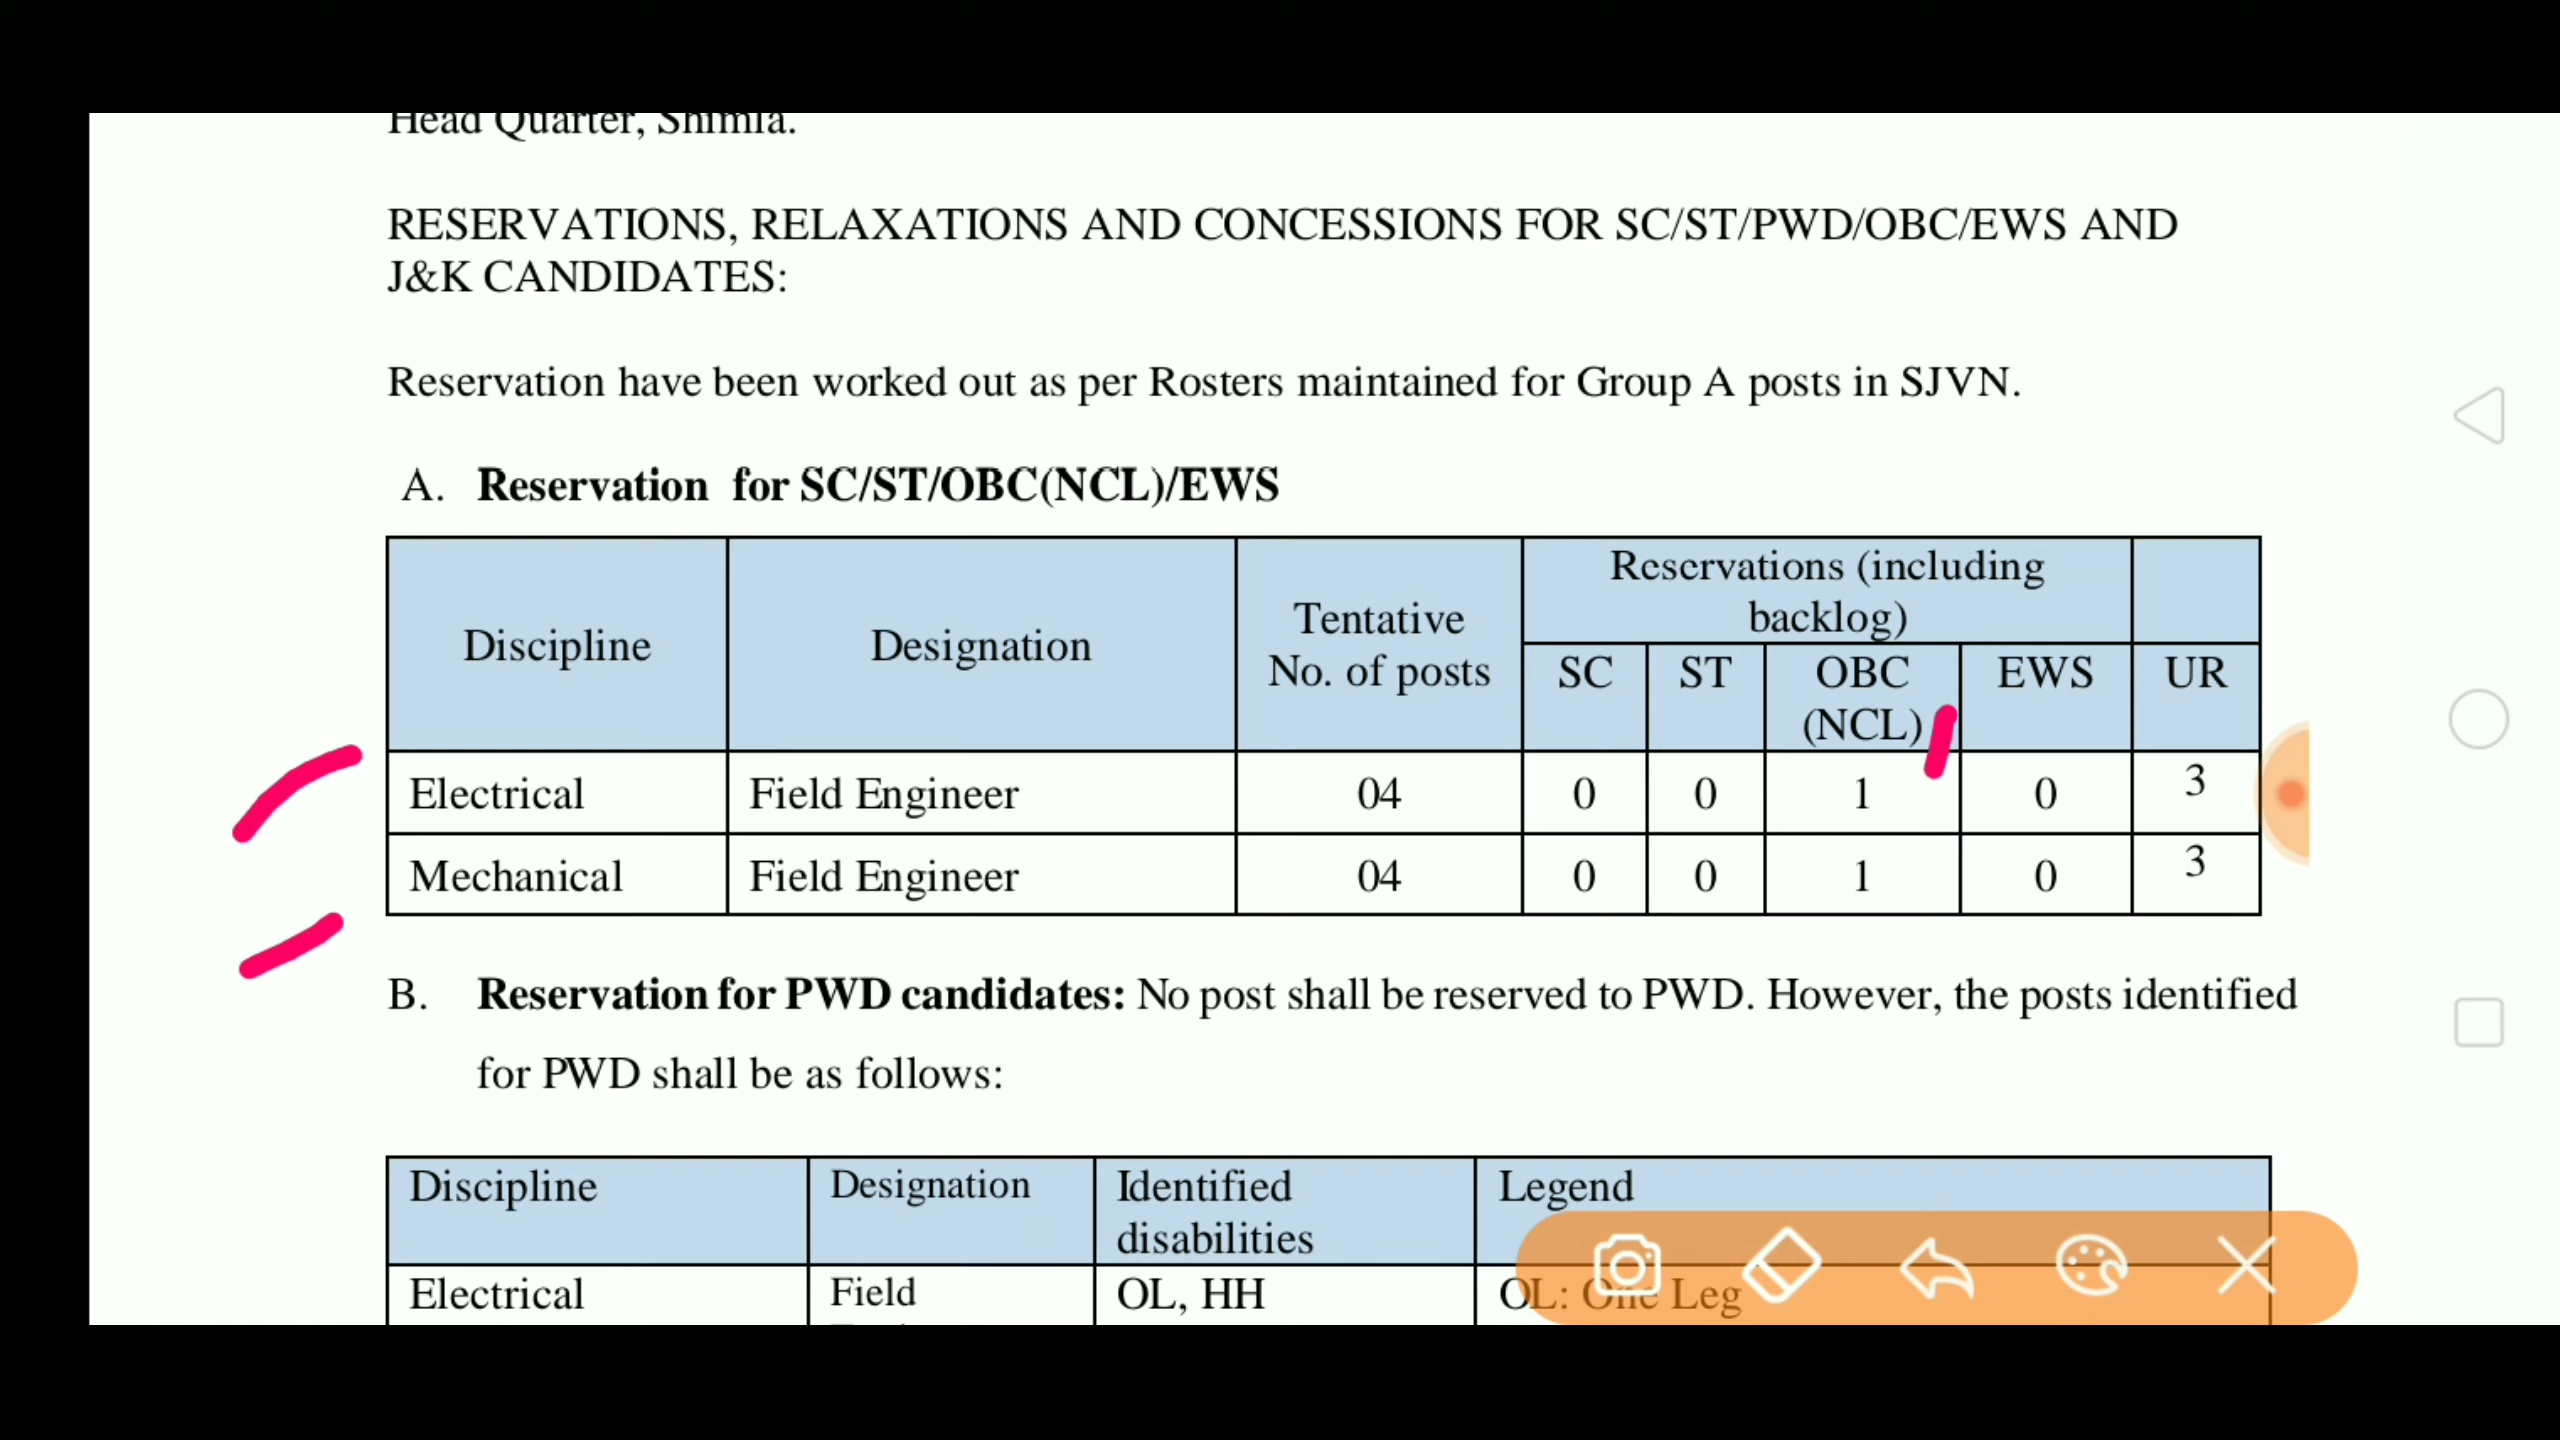 Head Quarter, Shimla.
RESERVATIONS, RELAXATIONS AND CONCESSIONS FOR SC/ST/PWD/OBC/EWS AND
J&K CANDIDATES:
Reservation have been worked out as per Rosters maintained for Group A posts in SJVN.
A. Reservation for SC/ST/OBC(NCL)/EWS
Discipline Designation Tentative No. of posts Reservations (including backlog)
SC ST OBC (NCL) EWS UR
Electrical Field Engineer 04 0 0 1 0 3
Mechanical Field Engineer 04 0 0 1 0 3
B. Reservation for PWD candidates: No post shall be reserved to PWD. However, the posts identified
for PWD shall be as follows:
Discipline Designation Identified disabilities Legend
Electrical Field OL, HH OL: One Leg